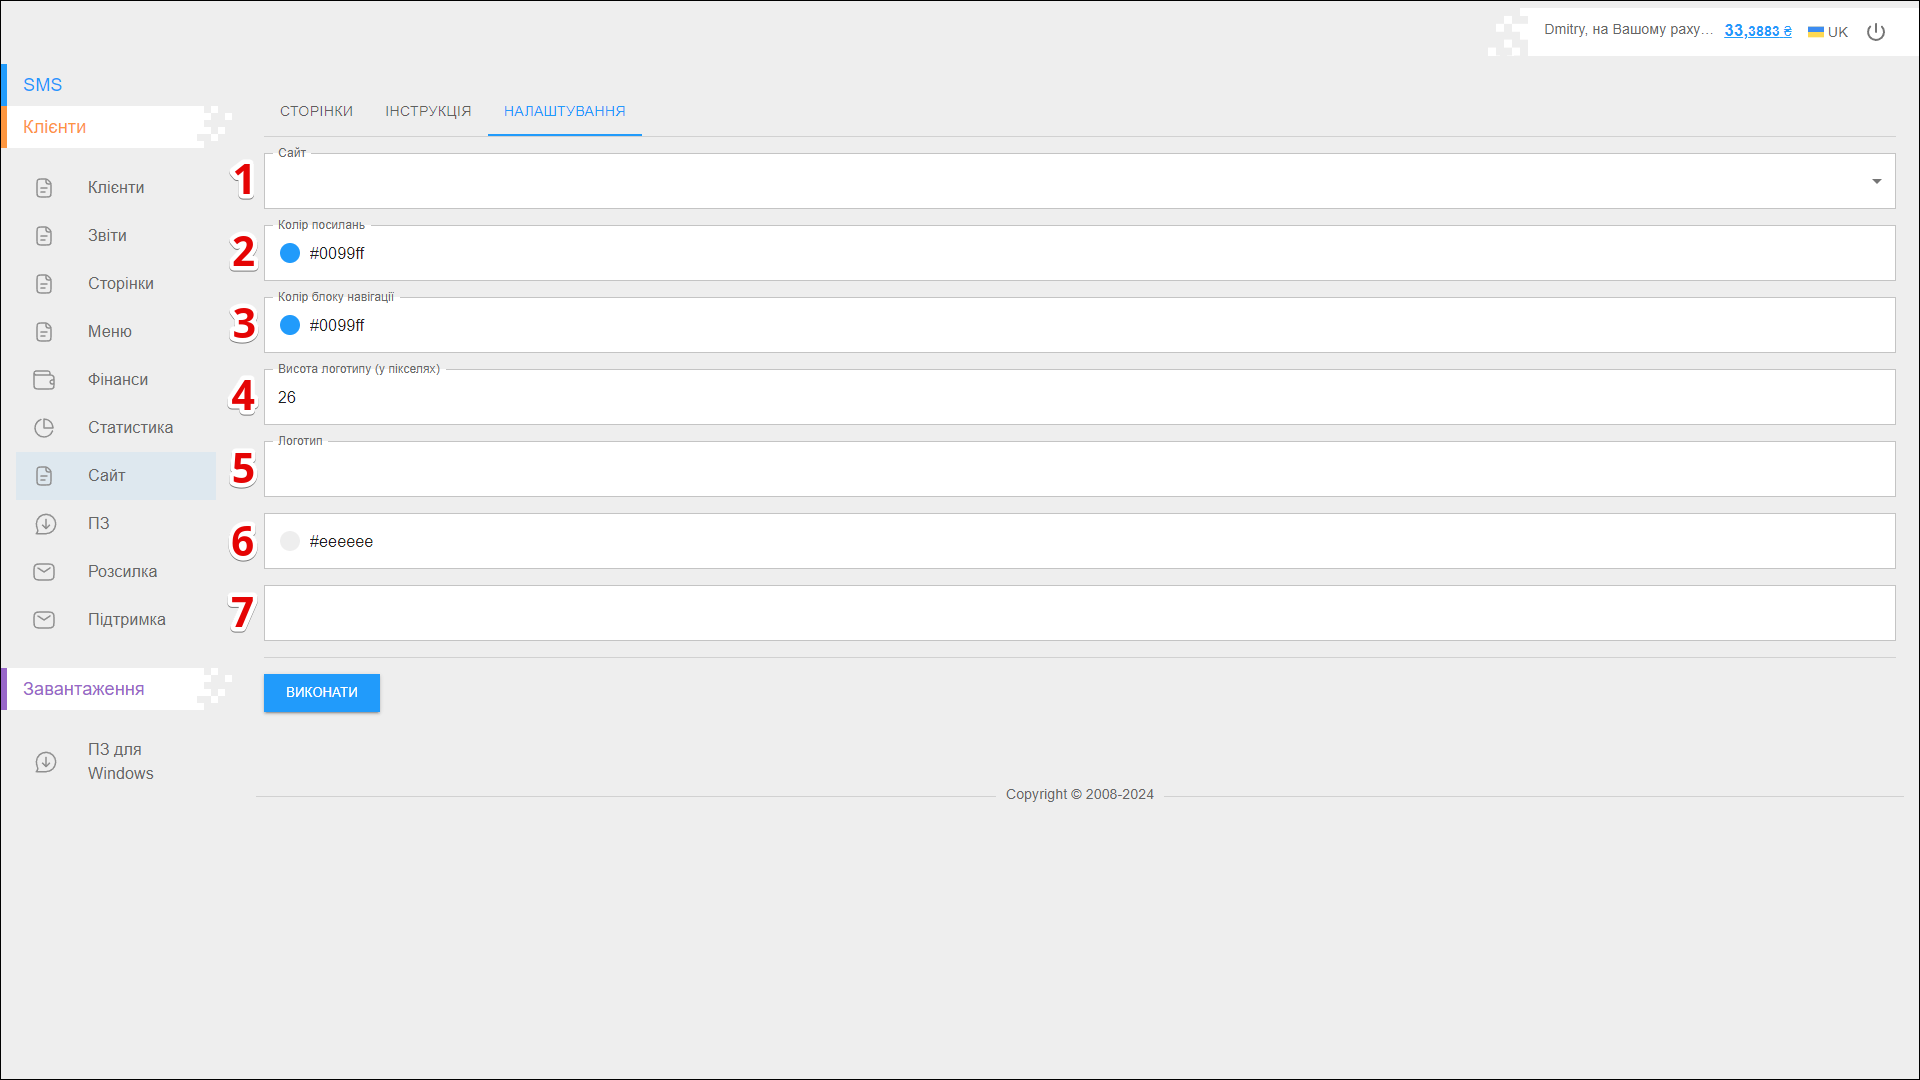 Dmitry, на Вашому раху... 33,3883 ₴ UK
SMS
Клієнти
Клієнти
Звіти
Сторінки
Меню
Фінанси
Статистика
Сайт
ПЗ
Розсилка
Підтримка
Завантаження
ПЗ для
Windows
СТОРІНКИ ІНСТРУКЦІЯ НАЛАШТУВАННЯ
1 Сайт
2 Колір посилань
#0099ff
3 Колір блоку навігації
#0099ff
4 Висота логотипу (у пікселях)
26
5 Логотип
6 #eeeeee
7
ВИКОНАТИ
Copyright © 2008-2024